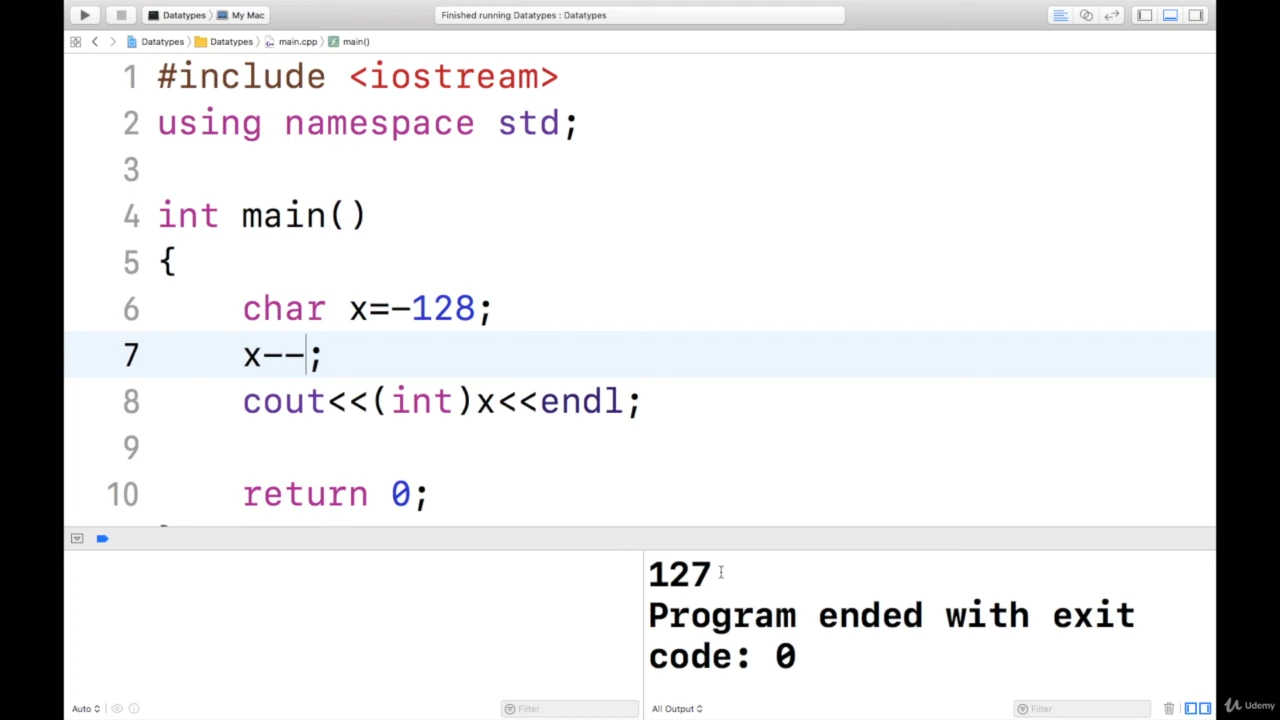 Datatypes My Mac Finished running Datatypes : Datatypes
Datatypes Datatypes main.cpp main()
1 #include <iostream>
2 using namespace std;
3
4 int main()
5 {
6 char x=-128;
7 x--;
8 cout<<(int)x<<endl;
9
10 return 0;
127
Program ended with exit
code: 0
Auto Filter All Output Filter
Udemy